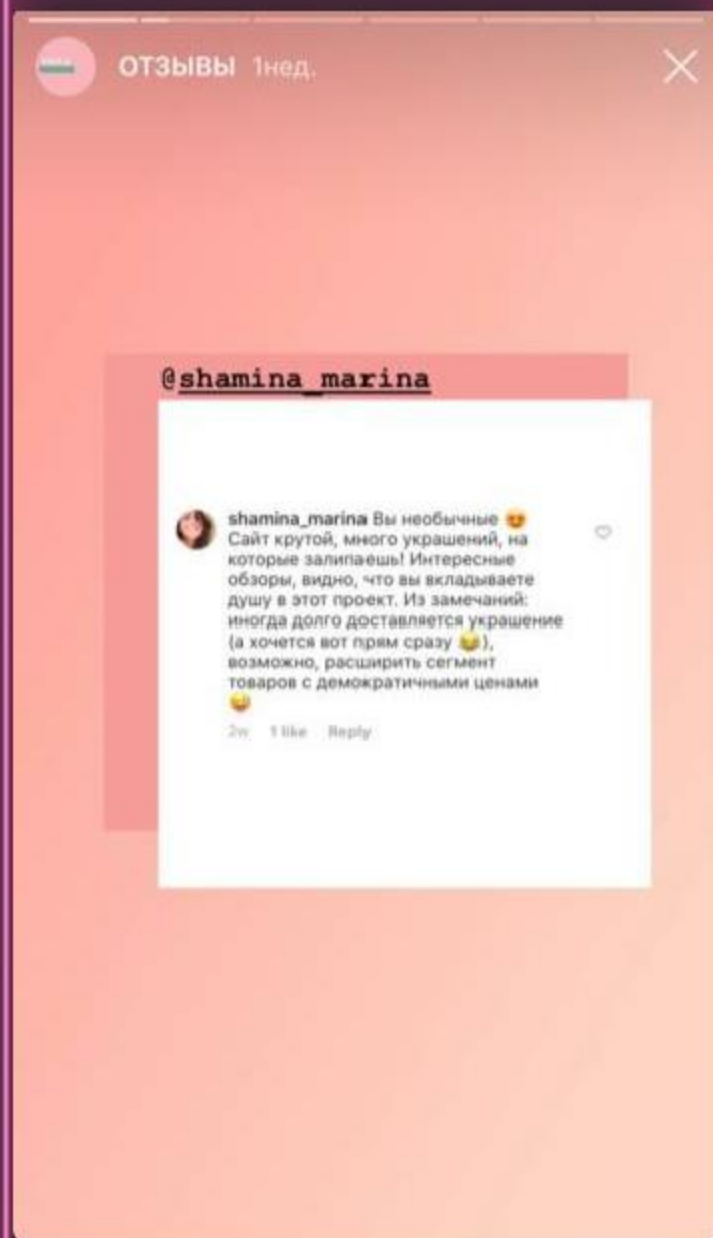 ОТЗЫВЫ 1нед.
@shamina_marina
shamina_marina Вы необычные 😍
Сайт крутой, много украшений, на
которые залипаешь! Интересные
обзоры, видно, что вы вкладываете
душу в этот проект. Из замечаний:
иногда долго доставляется украшение
(а хочется вот прям сразу 😂),
возможно, расширить сегмент
товаров с демократичными ценами
😅
2w 1 like Reply